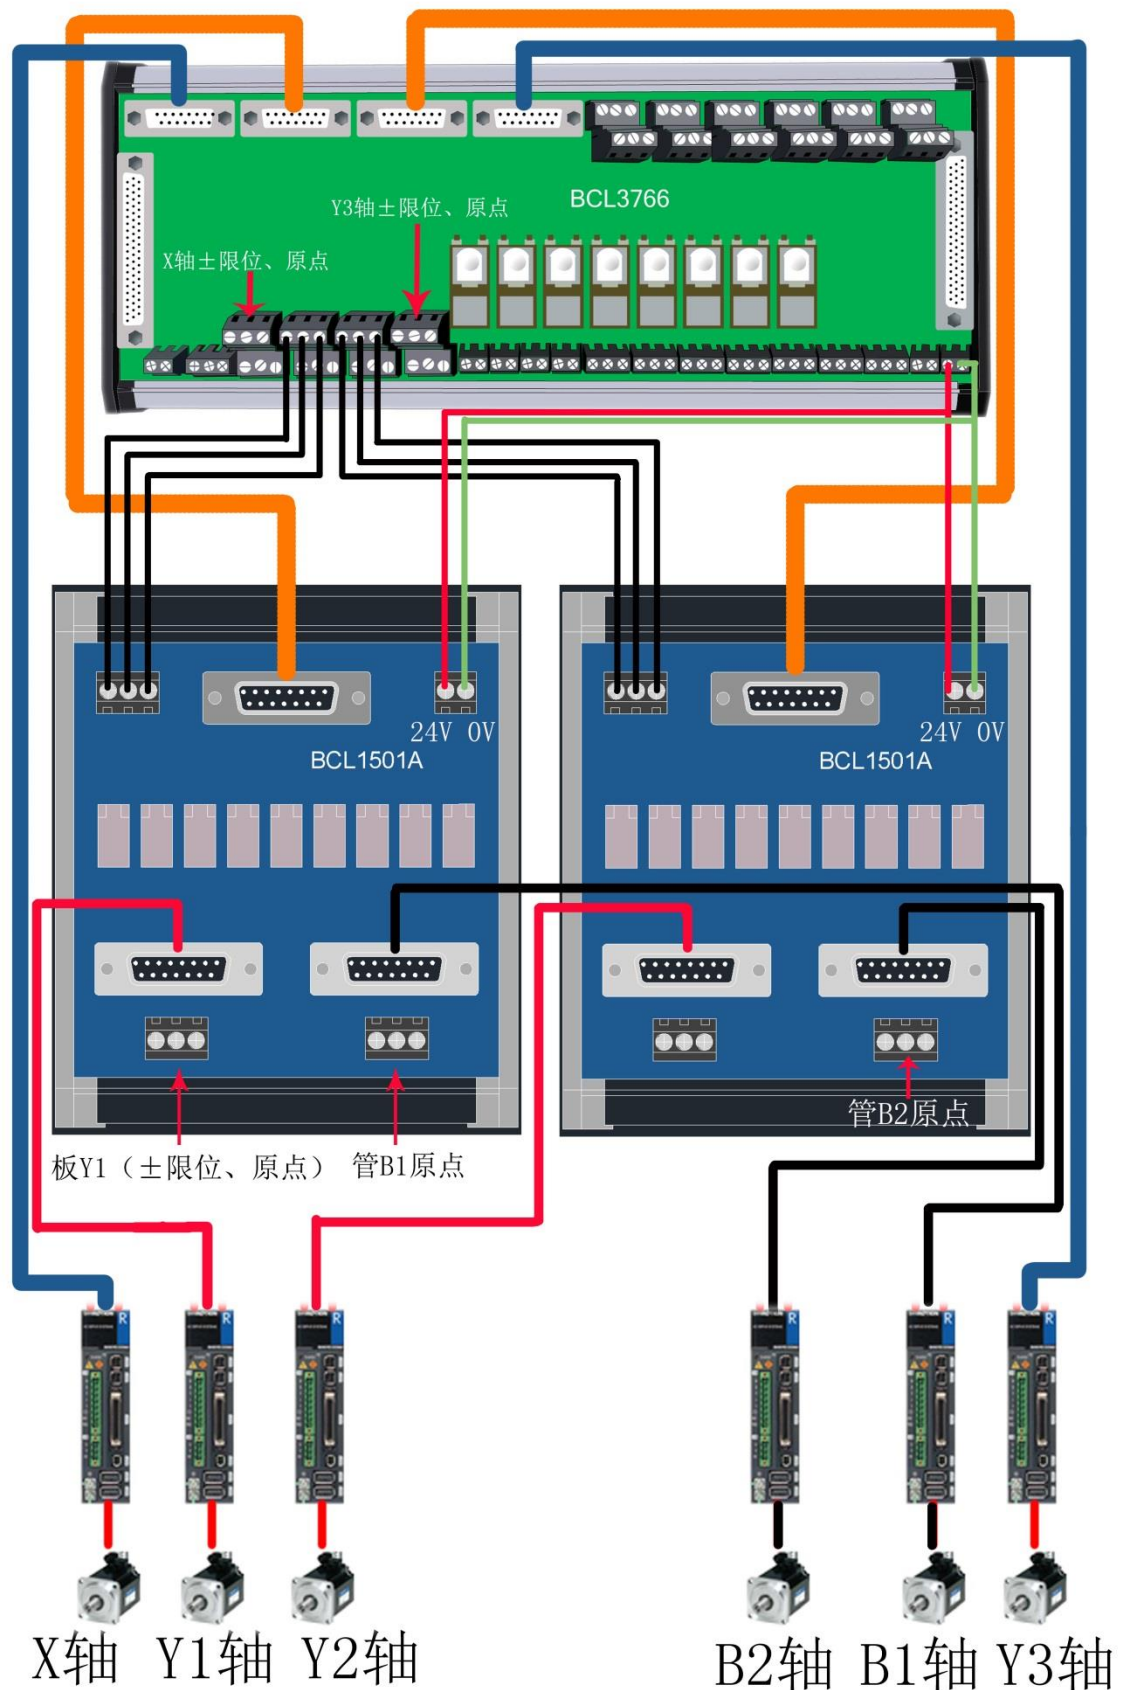 BCL3766
Y3轴±限位、原点
X轴±限位、原点
24V 0V
BCL1501A
24V 0V
BCL1501A
管B2原点
板Y1（±限位、原点）
管B1原点
R
R
R
R
R
R
X轴
Y1轴
Y2轴
B2轴
B1轴
Y3轴